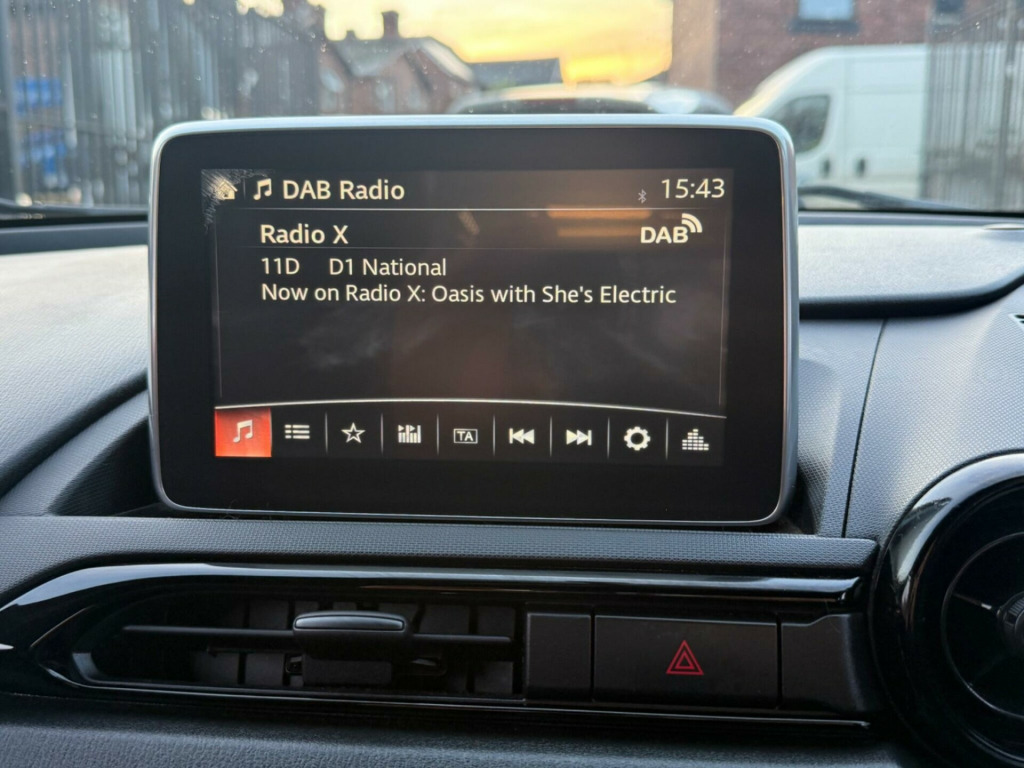 DAB Radio 15:43
Radio X DAB
11D D1 National
Now on Radio X: Oasis with She's Electric
TA